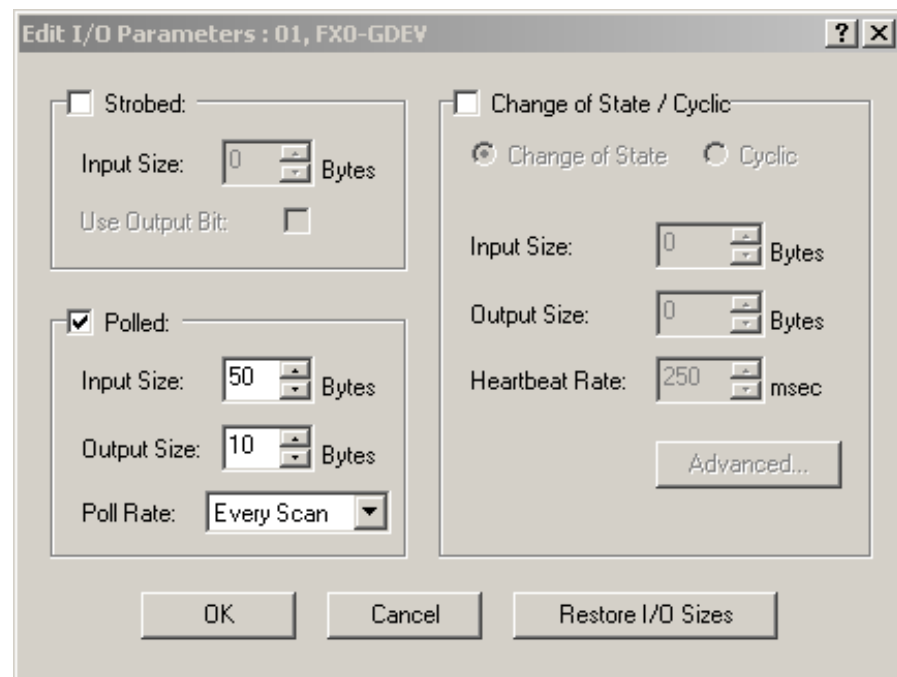 Edit I/O Parameters : 01, FX0-GDEV
Strobed:
Input Size: 0 Bytes
Use Output Bit:
Polled:
Input Size: 50 Bytes
Output Size: 10 Bytes
Poll Rate: Every Scan
Change of State / Cyclic
Change of State Cyclic
Input Size: 0 Bytes
Output Size: 0 Bytes
Heartbeat Rate: 250 msec
Advanced...
OK Cancel Restore I/O Sizes